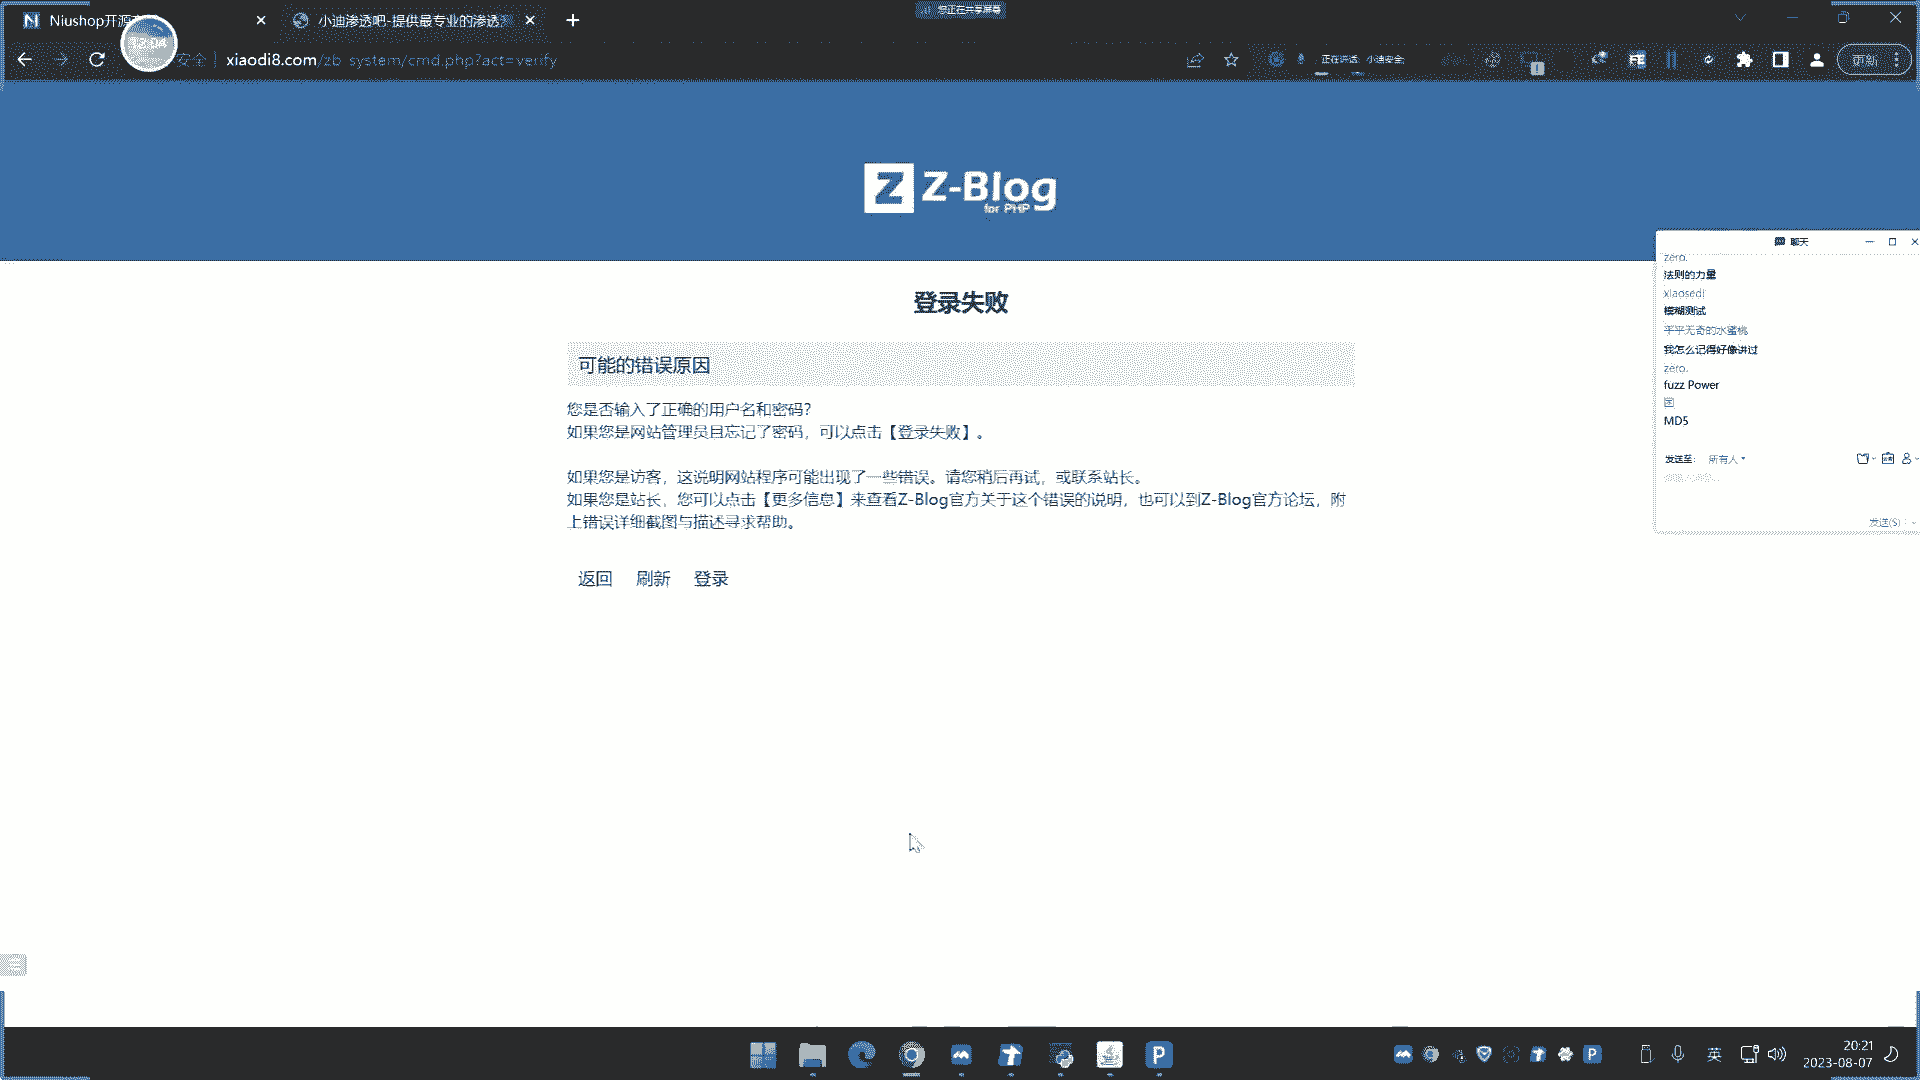 您正在共享屏幕
Niushop开源
小迪渗透吧-提供最专业的渗透
12:04
安全
xiaodi8.com/zb_system/cmd.php?act=verify
正在讲话: 小迪安全;
更新
Z-Blog
for PHP
登录失败
可能的错误原因
您是否输入了正确的用户名和密码?
如果您是网站管理员且忘记了密码，可以点击【登录失败】。
如果您是访客，这说明网站程序可能出现了一些错误。请您稍后再试，或联系站长。
如果您是站长，您可以点击【更多信息】来查看Z-Blog官方关于这个错误的说明，也可以到Z-Blog官方论坛，附
上错误详细截图与描述寻求帮助。
返回 刷新 登录
聊天
zero.
法则的力量
xiaosedi
模糊测试
平平无奇的水蜜桃
我怎么记得好像讲过
zero.
fuzz Power
MD5
发送至: 所有人
发送(S)
英
20:21
2023-08-07